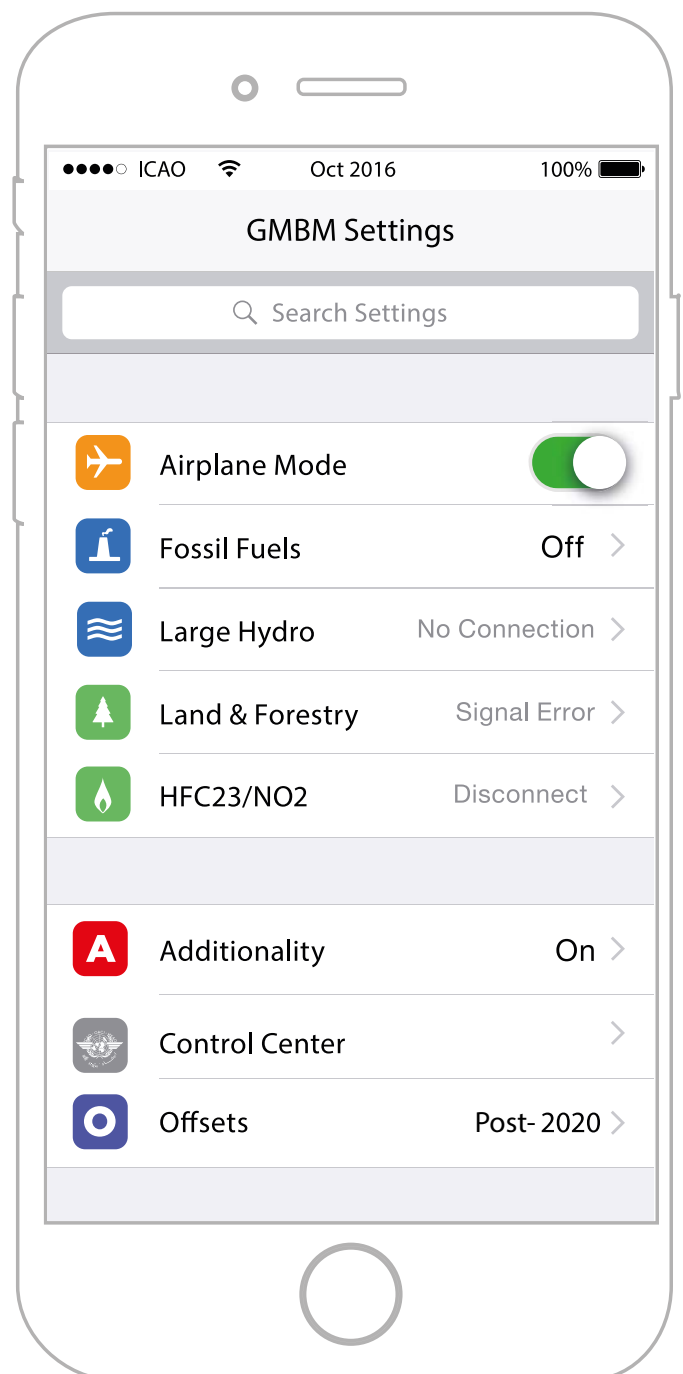 ICAO Oct 2016 100%
GMBM Settings
Search Settings
Airplane Mode
Fossil Fuels Off
Large Hydro No Connection
Land & Forestry Signal Error
HFC23/NO2 Disconnect
A Additionality On
Control Center
Offsets Post- 2020